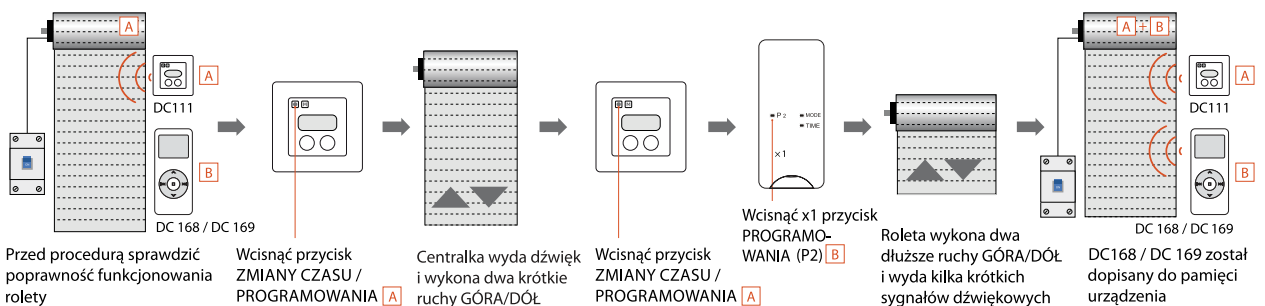 A
A
DC111
B
DC 168 / DC 169
Przed procedurą sprawdzić
poprawność funkcjonowania
rolety
Wcisnąć przycisk
ZMIANY CZASU /
PROGRAMOWANIA A
Centralka wyda dźwięk
i wykona dwa krótkie
ruchy GÓRA/DÓŁ
Wcisnąć przycisk
ZMIANY CZASU /
PROGRAMOWANIA A
P 2
MODE
TIME
×1
Wcisnąć x1 przycisk
PROGRAMO-
WANIA (P2) B
Roleta wykona dwa
dłuższe ruchy GÓRA/DÓŁ
i wyda kilka krótkich
sygnałów dźwiękowych
A + B
A
DC111
B
DC 168 / DC 169
DC168 / DC 169 został
dopisany do pamięci
urządzenia